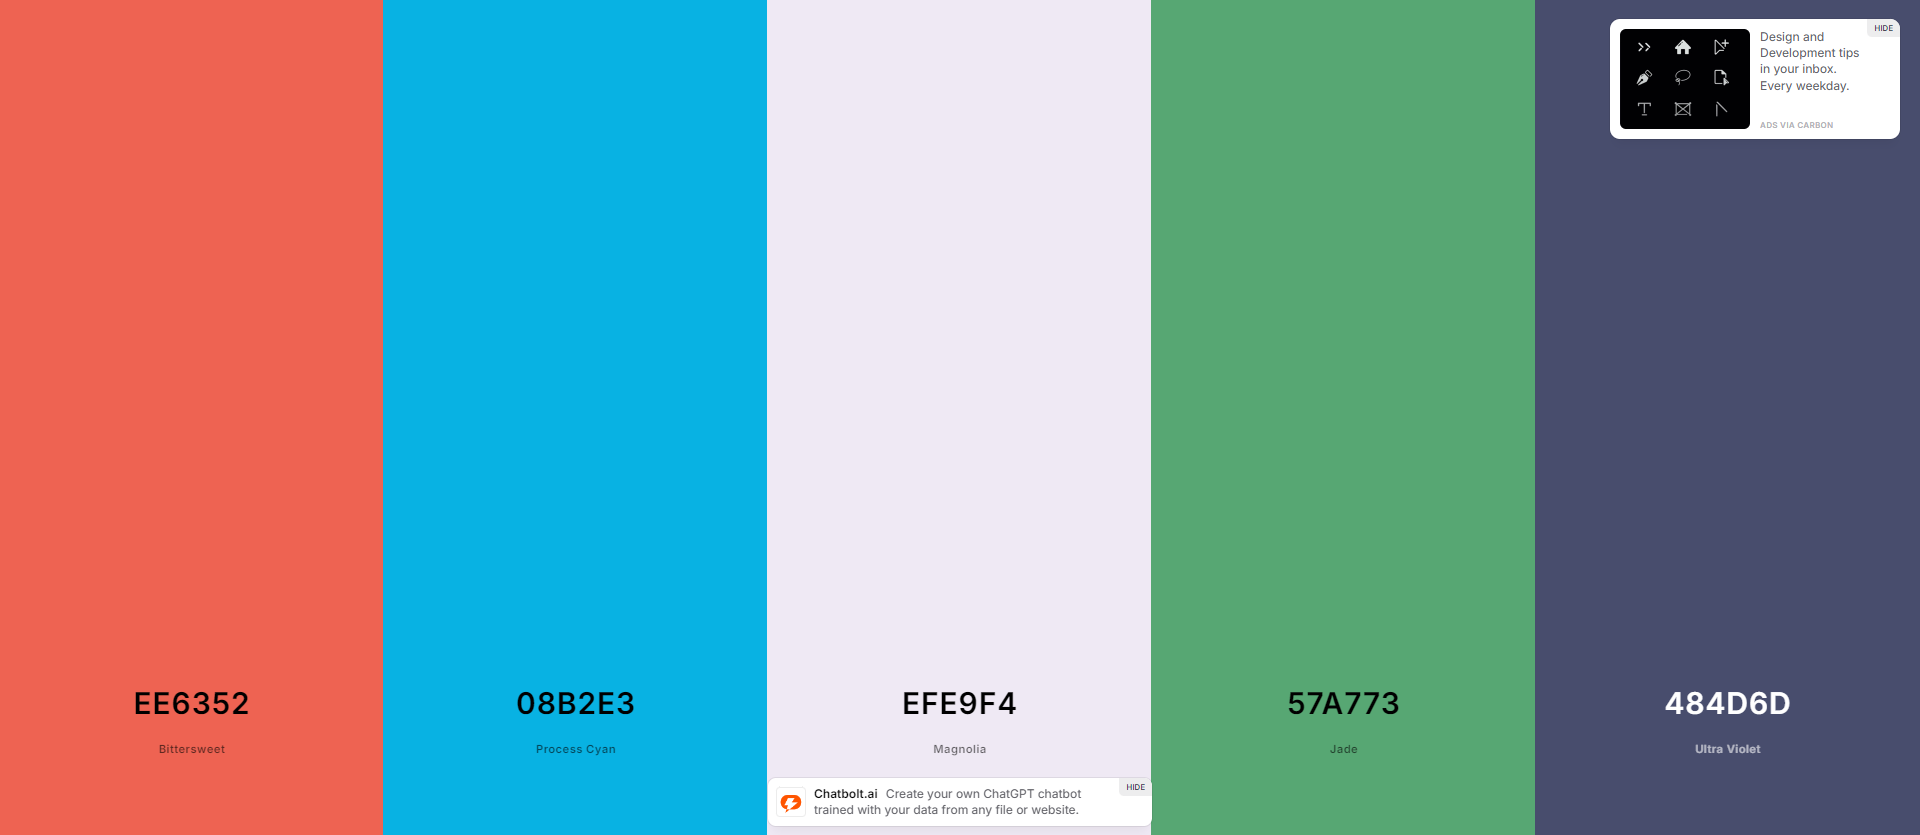 HIDE
Design and
Development tips
in your inbox.
Every weekday.
ADS VIA CARBON
EE6352
Bittersweet
08B2E3
Process Cyan
EFE9F4
Magnolia
57A773
Jade
484D6D
Ultra Violet
HIDE
Chatbolt.ai Create your own ChatGPT chatbot
trained with your data from any file or website.